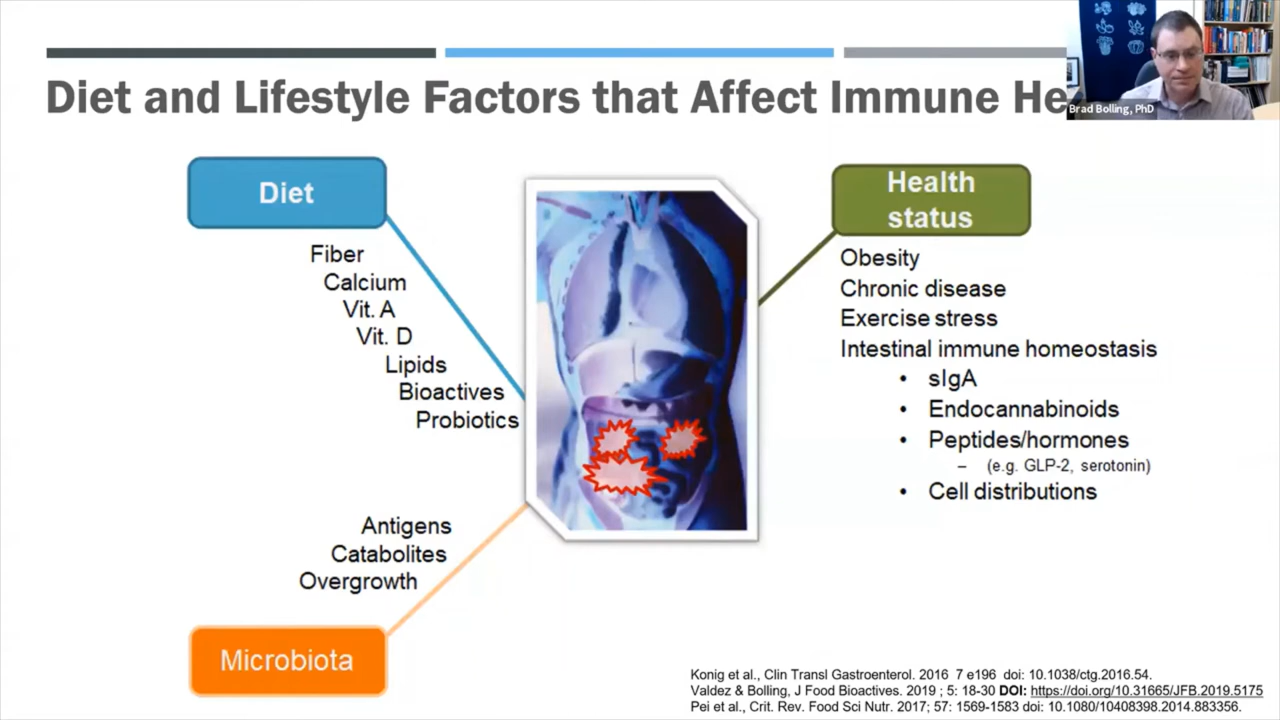 Diet and Lifestyle Factors that Affect Immune He
Brad Bolling, PhD
Diet
Fiber
Calcium
Vit. A
Vit. D
Lipids
Bioactives
Probiotics
Antigens
Catabolites
Overgrowth
Microbiota
Health
status
Obesity
Chronic disease
Exercise stress
Intestinal immune homeostasis
• sIgA
• Endocannabinoids
• Peptides/hormones
– (e.g. GLP-2, serotonin)
• Cell distributions
Konig et al., Clin Transl Gastroenterol. 2016 7 e196 doi: 10.1038/ctg.2016.54.
Valdez & Bolling, J Food Bioactives. 2019 ; 5: 18-30 DOI: https://doi.org/10.31665/JFB.2019.5175
Pei et al., Crit. Rev. Food Sci Nutr. 2017; 57: 1569-1583 doi: 10.1080/10408398.2014.883356.